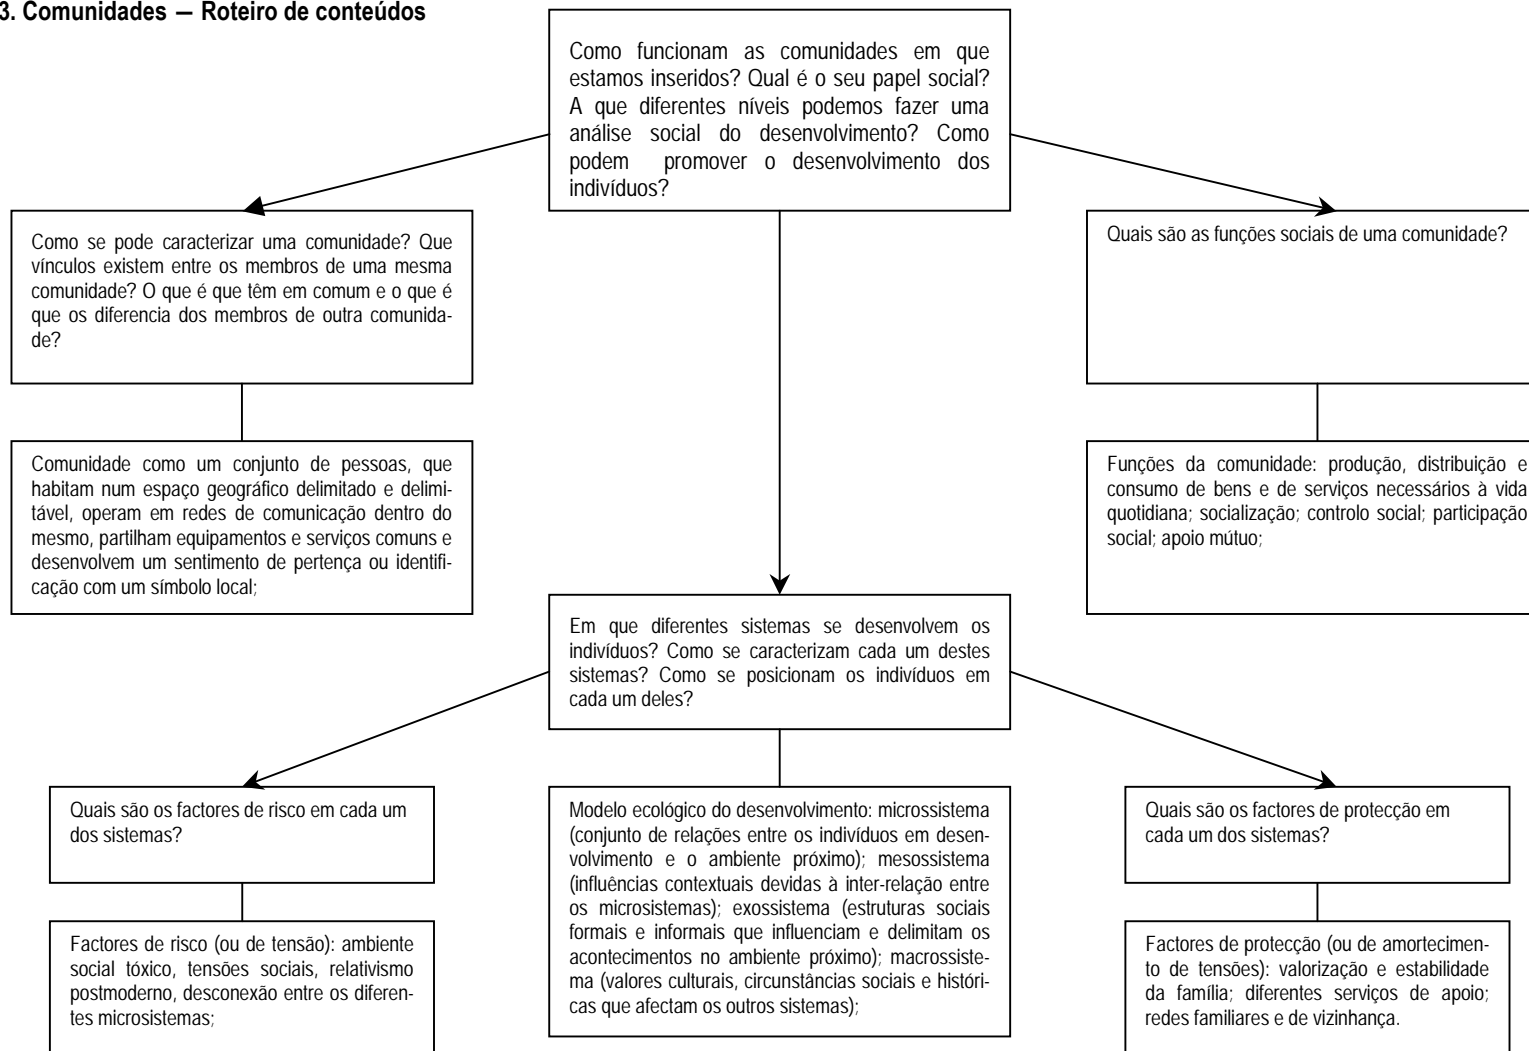 3. Comunidades — Roteiro de conteúdos
Como funcionam as comunidades em que
estamos inseridos? Qual é o seu papel social?
A que diferentes níveis podemos fazer uma
análise social do desenvolvimento? Como
podem promover o desenvolvimento dos
indivíduos?
Como se pode caracterizar uma comunidade? Que
vínculos existem entre os membros de uma mesma
comunidade? O que é que têm em comum e o que é
que os diferencia dos membros de outra comunida-
de?
Quais são as funções sociais de uma comunidade?
Comunidade como um conjunto de pessoas, que
habitam num espaço geográfico delimitado e delimi-
tável, operam em redes de comunicação dentro do
mesmo, partilham equipamentos e serviços comuns e
desenvolvem um sentimento de pertença ou identifi-
cação com um símbolo local;
Funções da comunidade: produção, distribuição e
consumo de bens e de serviços necessários à vida
quotidiana; socialização; controlo social; participação
social; apoio mútuo;
Em que diferentes sistemas se desenvolvem os
indivíduos? Como se caracterizam cada um destes
sistemas? Como se posicionam os indivíduos em
cada um deles?
Quais são os factores de risco em cada um
dos sistemas?
Modelo ecológico do desenvolvimento: microssistema
(conjunto de relações entre os indivíduos em desen-
volvimento e o ambiente próximo); mesossistema
(influências contextuais devidas à inter-relação entre
os microsistemas); exossistema (estruturas sociais
formais e informais que influenciam e delimitam os
acontecimentos no ambiente próximo); macrossiste-
ma (valores culturais, circunstâncias sociais e históri-
cas que afectam os outros sistemas);
Quais são os factores de protecção em
cada um dos sistemas?
Factores de risco (ou de tensão): ambiente
social tóxico, tensões sociais, relativismo
postmoderno, desconexão entre os diferen-
tes microsistemas;
Factores de protecção (ou de amortecimen-
to de tensões): valorização e estabilidade
da família; diferentes serviços de apoio;
redes familiares e de vizinhança.